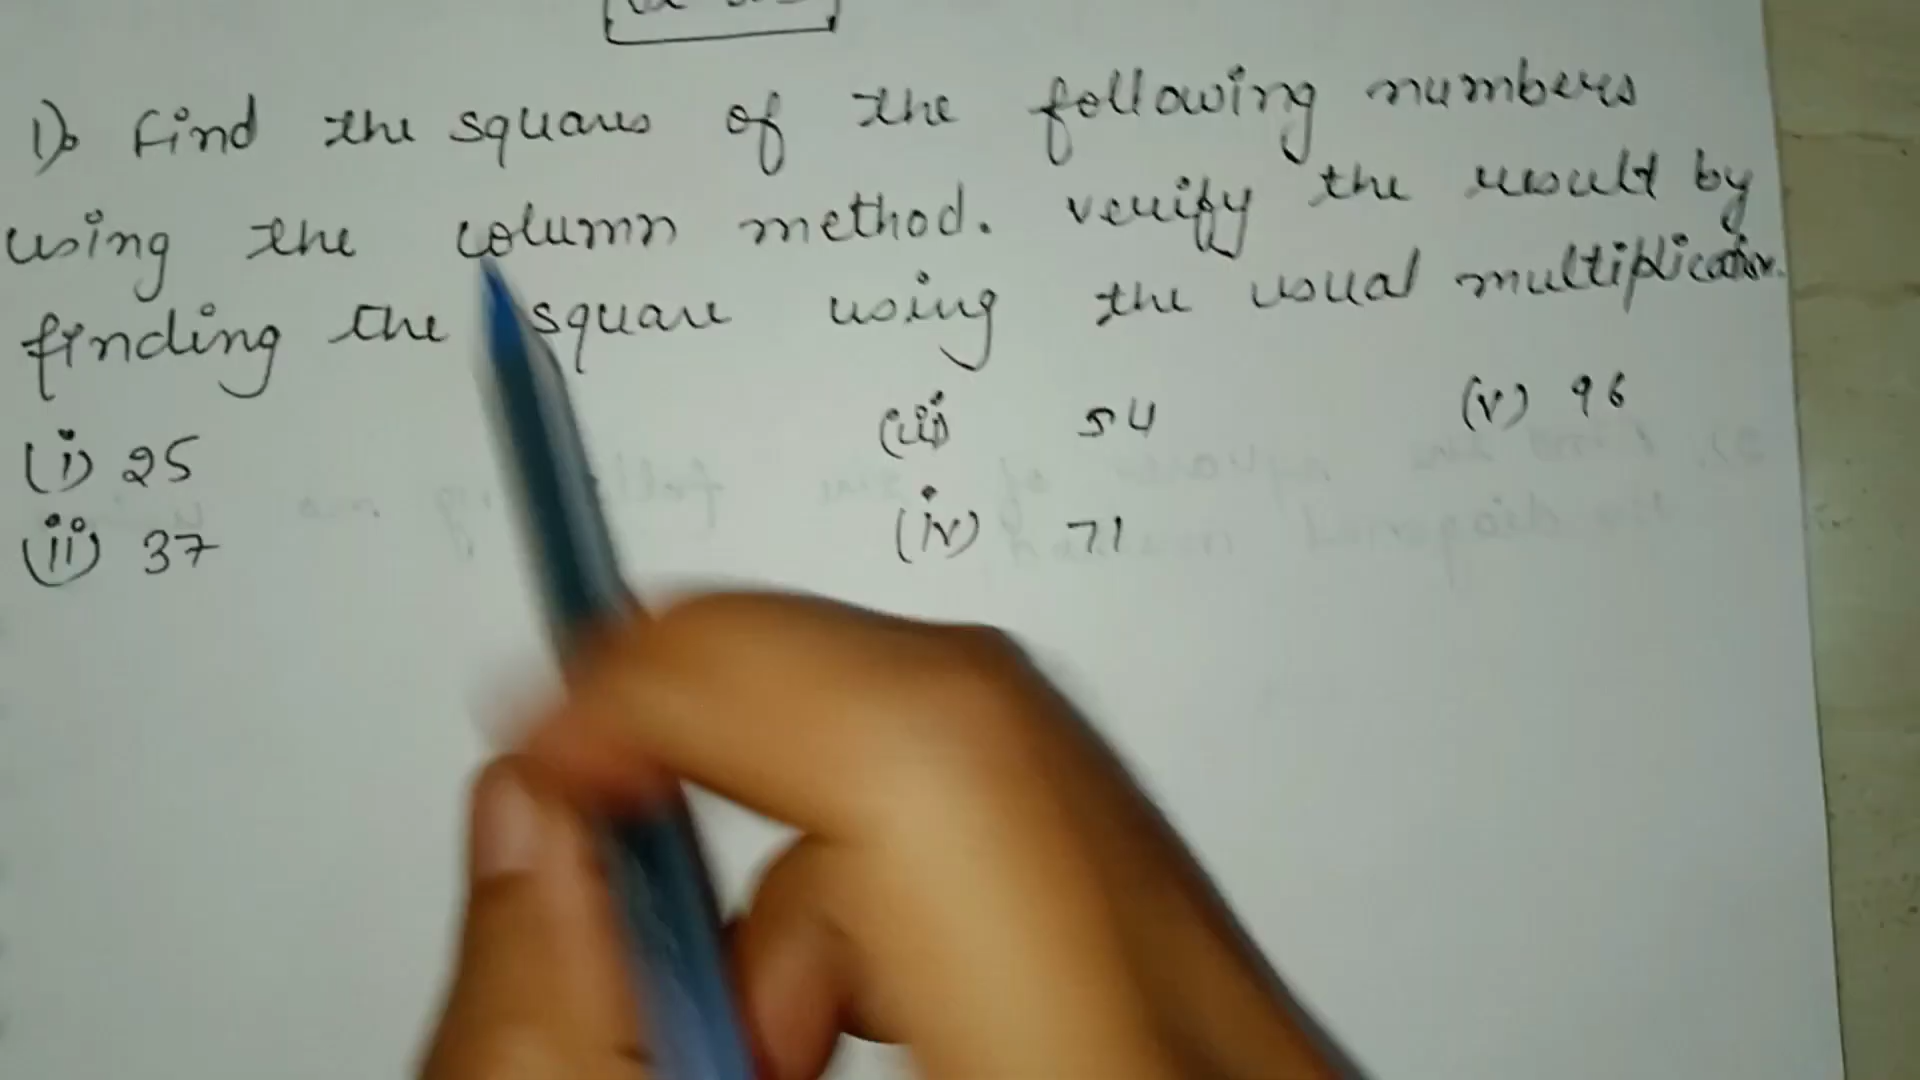 1). Find the squares of the following numbers
using the column method. verify the result by
finding the square using the usual multiplication.
(i) 25 (iii) 54 (v) 96
(ii) 37 (iv) 71